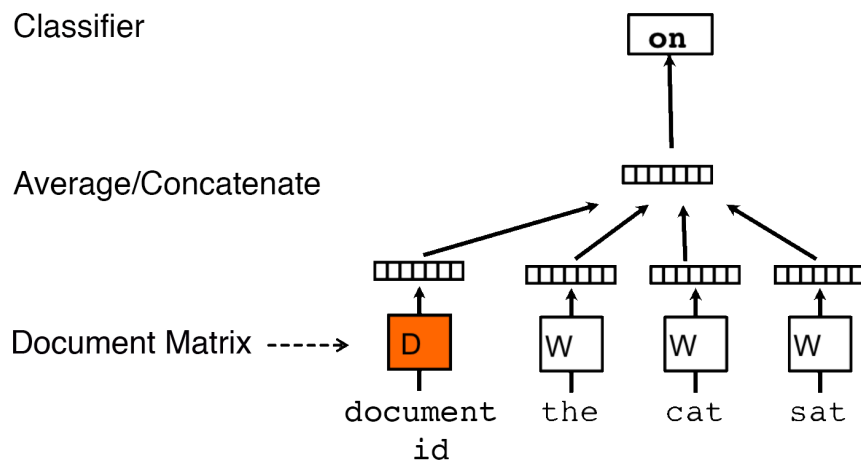 Classifier
on
Average/Concatenate
Document Matrix
D
W
W
W
document the cat sat
id